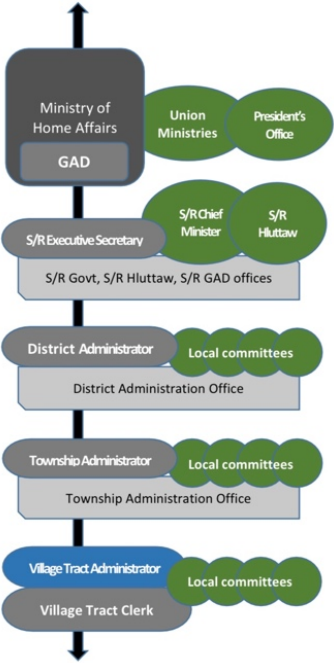 Ministry of
Home Affairs
GAD
Union
Ministries
President's
Office
S/R Chief
Minister
S/R
Hluttaw
S/R Executive Secretary
S/R Govt, S/R Hluttaw, S/R GAD offices
District Administrator
Local committees
District Administration Office
Township Administrator
Local committees
Township Administration Office
Village Tract Administrator
Local committees
Village Tract Clerk